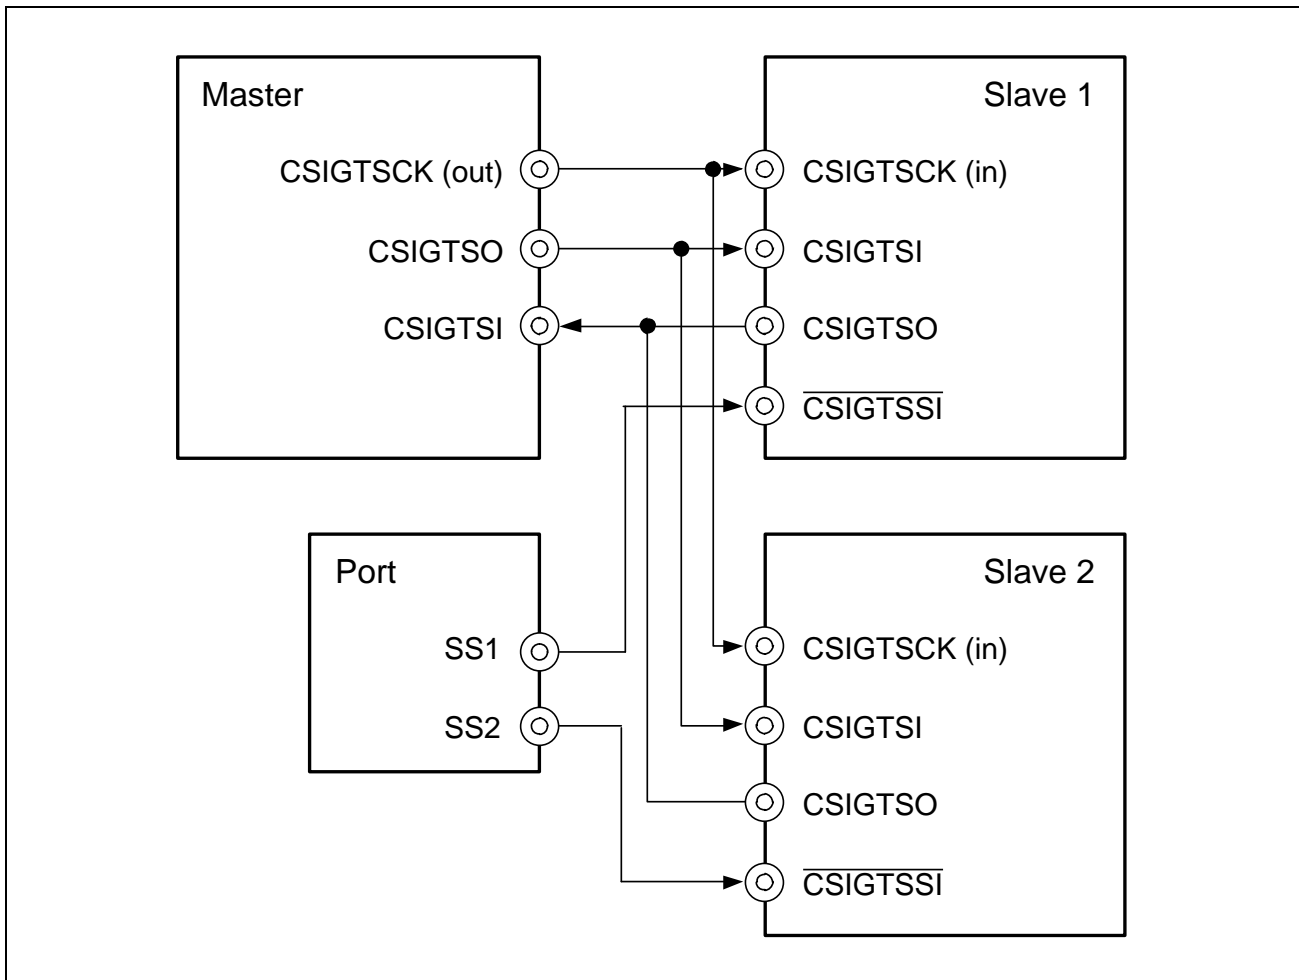 Master
CSIGTSCK (out)
CSIGTSO
CSIGTSI
Slave 1
CSIGTSCK (in)
CSIGTSI
CSIGTSO
CSIGTSSI
Port
SS1
SS2
Slave 2
CSIGTSCK (in)
CSIGTSI
CSIGTSO
CSIGTSSI